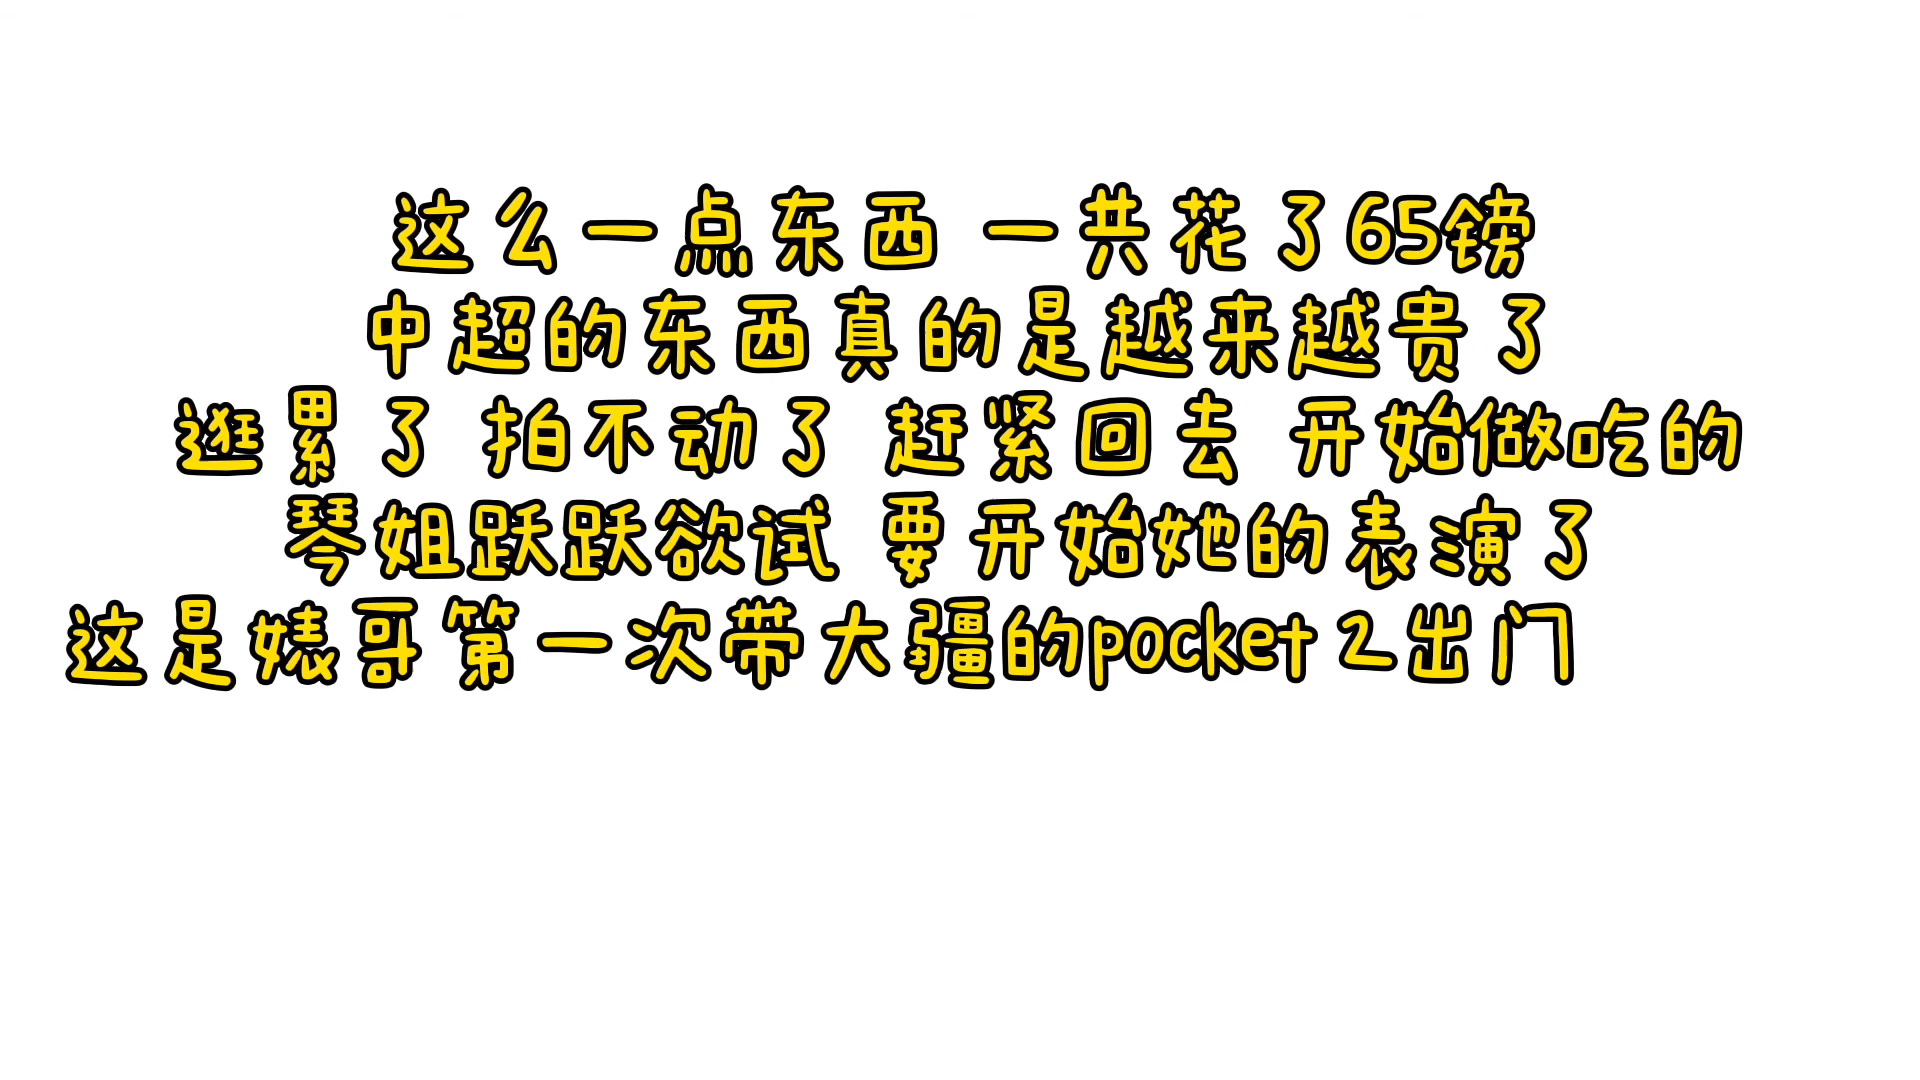 这么一点东西 一共花了65镑
中超的东西真的是越来越贵了
逛累了 拍不动了 赶紧回去 开始做吃的
琴姐跃跃欲试 要开始她的表演了
这是婊哥第一次带大疆的pocket 2出门